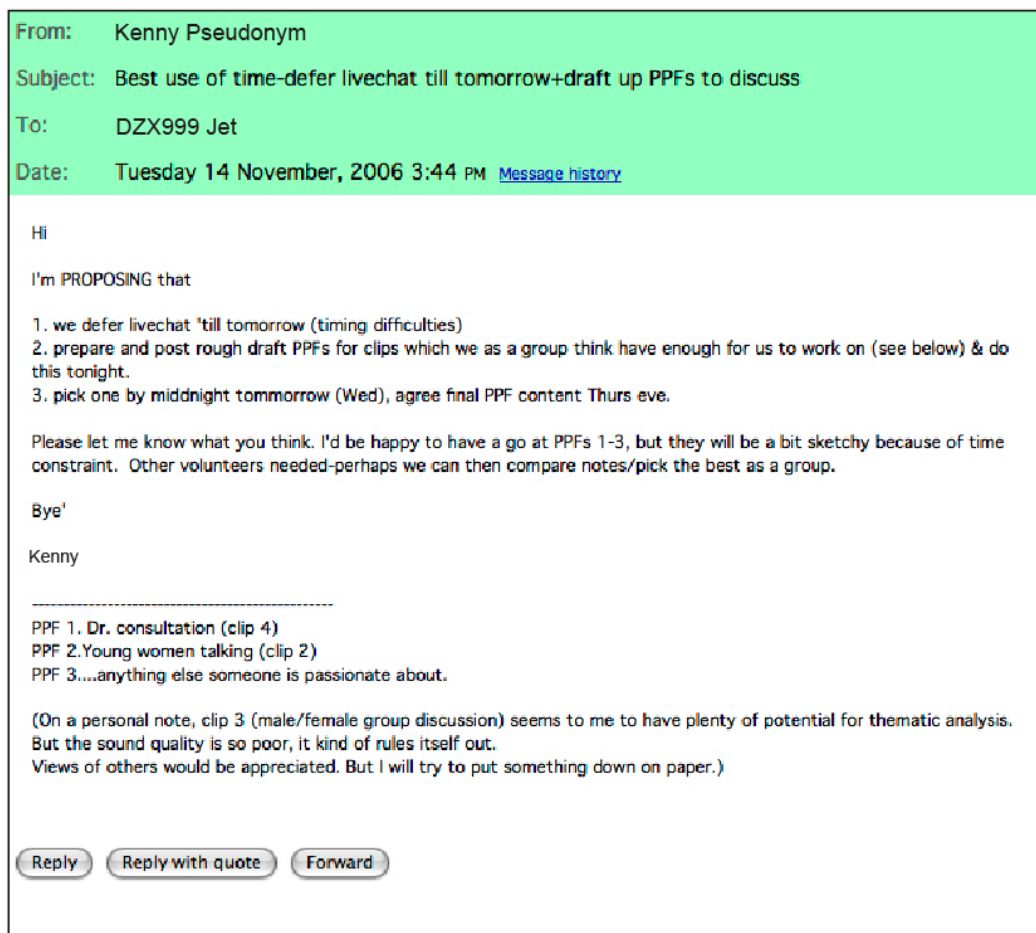 From: Kenny Pseudonym
Subject: Best use of time-defer livechat till tomorrow+draft up PPFs to discuss
To: DZX999 Jet
Date: Tuesday 14 November, 2006 3:44 PM Message history
Hi
I'm PROPOSING that
1. we defer livechat 'till tomorrow (timing difficulties)
2. prepare and post rough draft PPFs for clips which we as a group think have enough for us to work on (see below) & do
this tonight.
3. pick one by middnight tommorrow (Wed), agree final PPF content Thurs eve.
Please let me know what you think. I'd be happy to have a go at PPFs 1-3, but they will be a bit sketchy because of time
constraint. Other volunteers needed-perhaps we can then compare notes/pick the best as a group.
Bye'
Kenny
------------------------------------------------
PPF 1. Dr. consultation (clip 4)
PPF 2.Young women talking (clip 2)
PPF 3....anything else someone is passionate about.
(On a personal note, clip 3 (male/female group discussion) seems to me to have plenty of potential for thematic analysis.
But the sound quality is so poor, it kind of rules itself out.
Views of others would be appreciated. But I will try to put something down on paper.)
Reply Reply with quote Forward